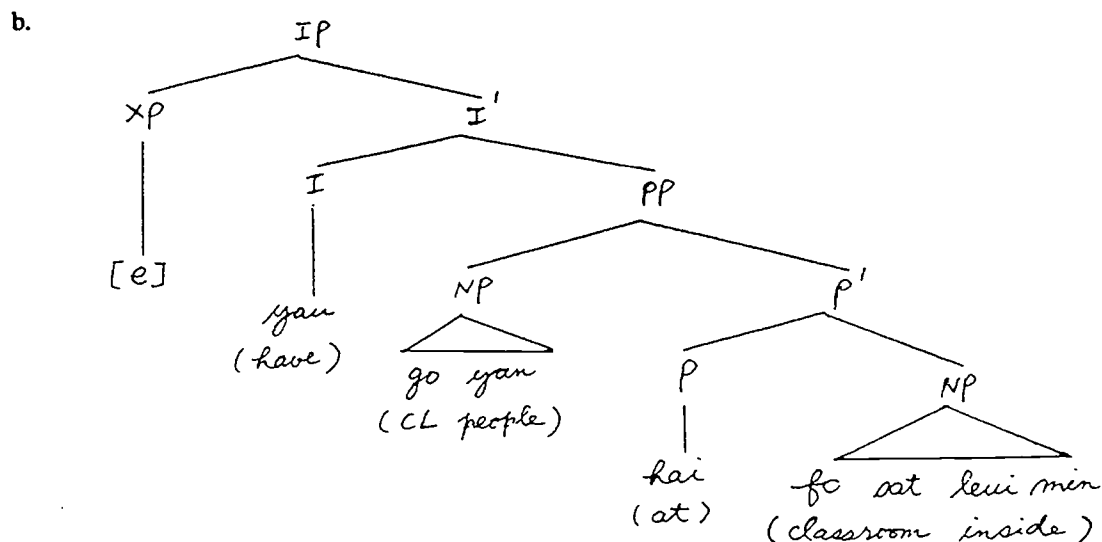 b.
IP
XP I'
I PP
[e] NP P'
yau
(have) go yan P NP
(CL people)
hai fo sat leui min
(at) (classroom inside)